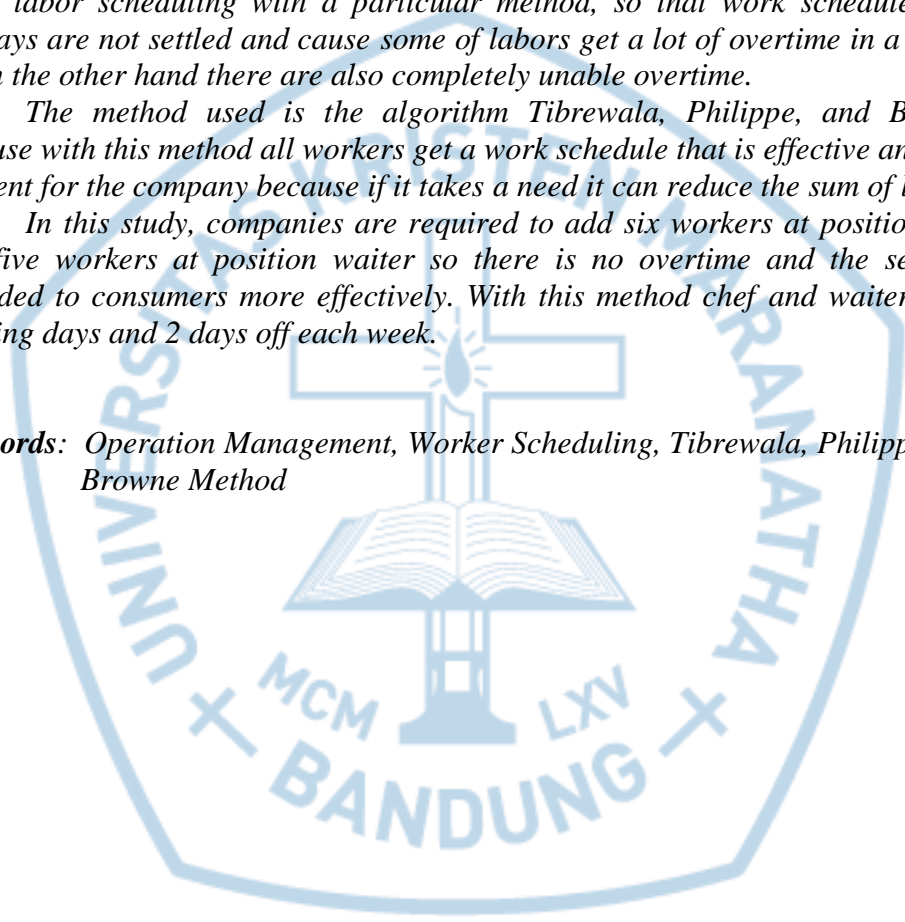 labor scheduling with a particular method, so that work schedule
are not settled and cause some of labors get a lot of overtime in a
the other hand there are also completely unable overtime.
The method used is the algorithm Tibrewala, Philippe, and B
with this method all workers get a work schedule that is effective an
for the company because if it takes a need it can reduce the sum of l
In this study, companies are required to add six workers at positio
five workers at position waiter so there is no overtime and the se
to consumers more effectively. With this method chef and waiter
days and 2 days off each week.
ords: Operation Management, Worker Scheduling, Tibrewala, Philipp
Browne Method
UNIVERSITAS KRISTEN MARANATHA
MCM LXV
BANDUNG